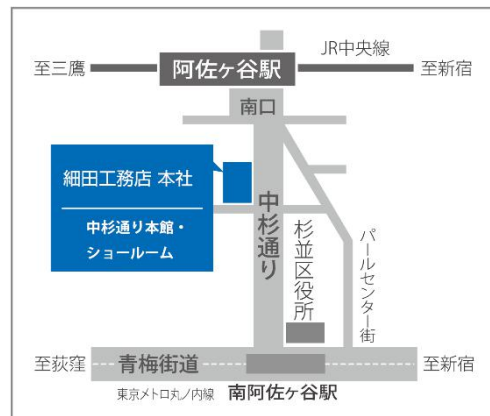 JR中央線
至三鷹
阿佐ヶ谷駅
至新宿
南口
細田工務店 本社
中杉通り本館・
ショールーム
中杉通り
杉並区役所
パールセンター街
至荻窪
青梅街道
至新宿
東京メトロ丸ノ内線 南阿佐ヶ谷駅